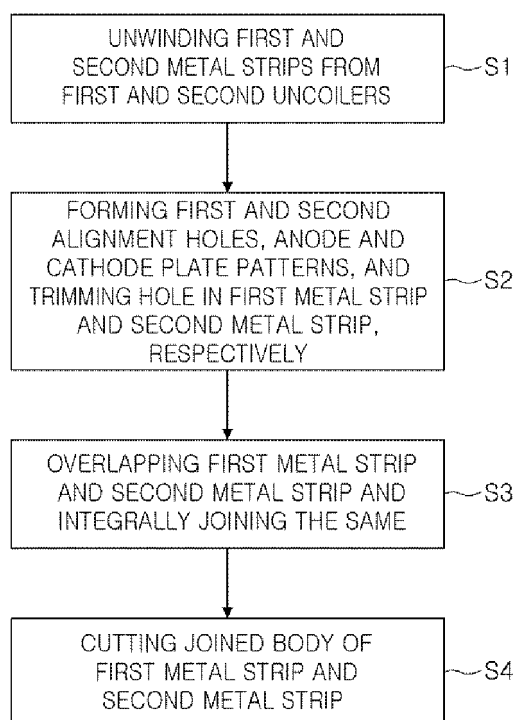 UNWINDING FIRST AND
SECOND METAL STRIPS FROM
FIRST AND SECOND UNCOILERS
S1
FORMING FIRST AND SECOND
ALIGNMENT HOLES, ANODE AND
CATHODE PLATE PATTERNS, AND
TRIMMING HOLE IN FIRST METAL STRIP
AND SECOND METAL STRIP,
RESPECTIVELY
S2
OVERLAPPING FIRST METAL STRIP
AND SECOND METAL STRIP AND
INTEGRALLY JOINING THE SAME
S3
CUTTING JOINED BODY OF
FIRST METAL STRIP AND
SECOND METAL STRIP
S4